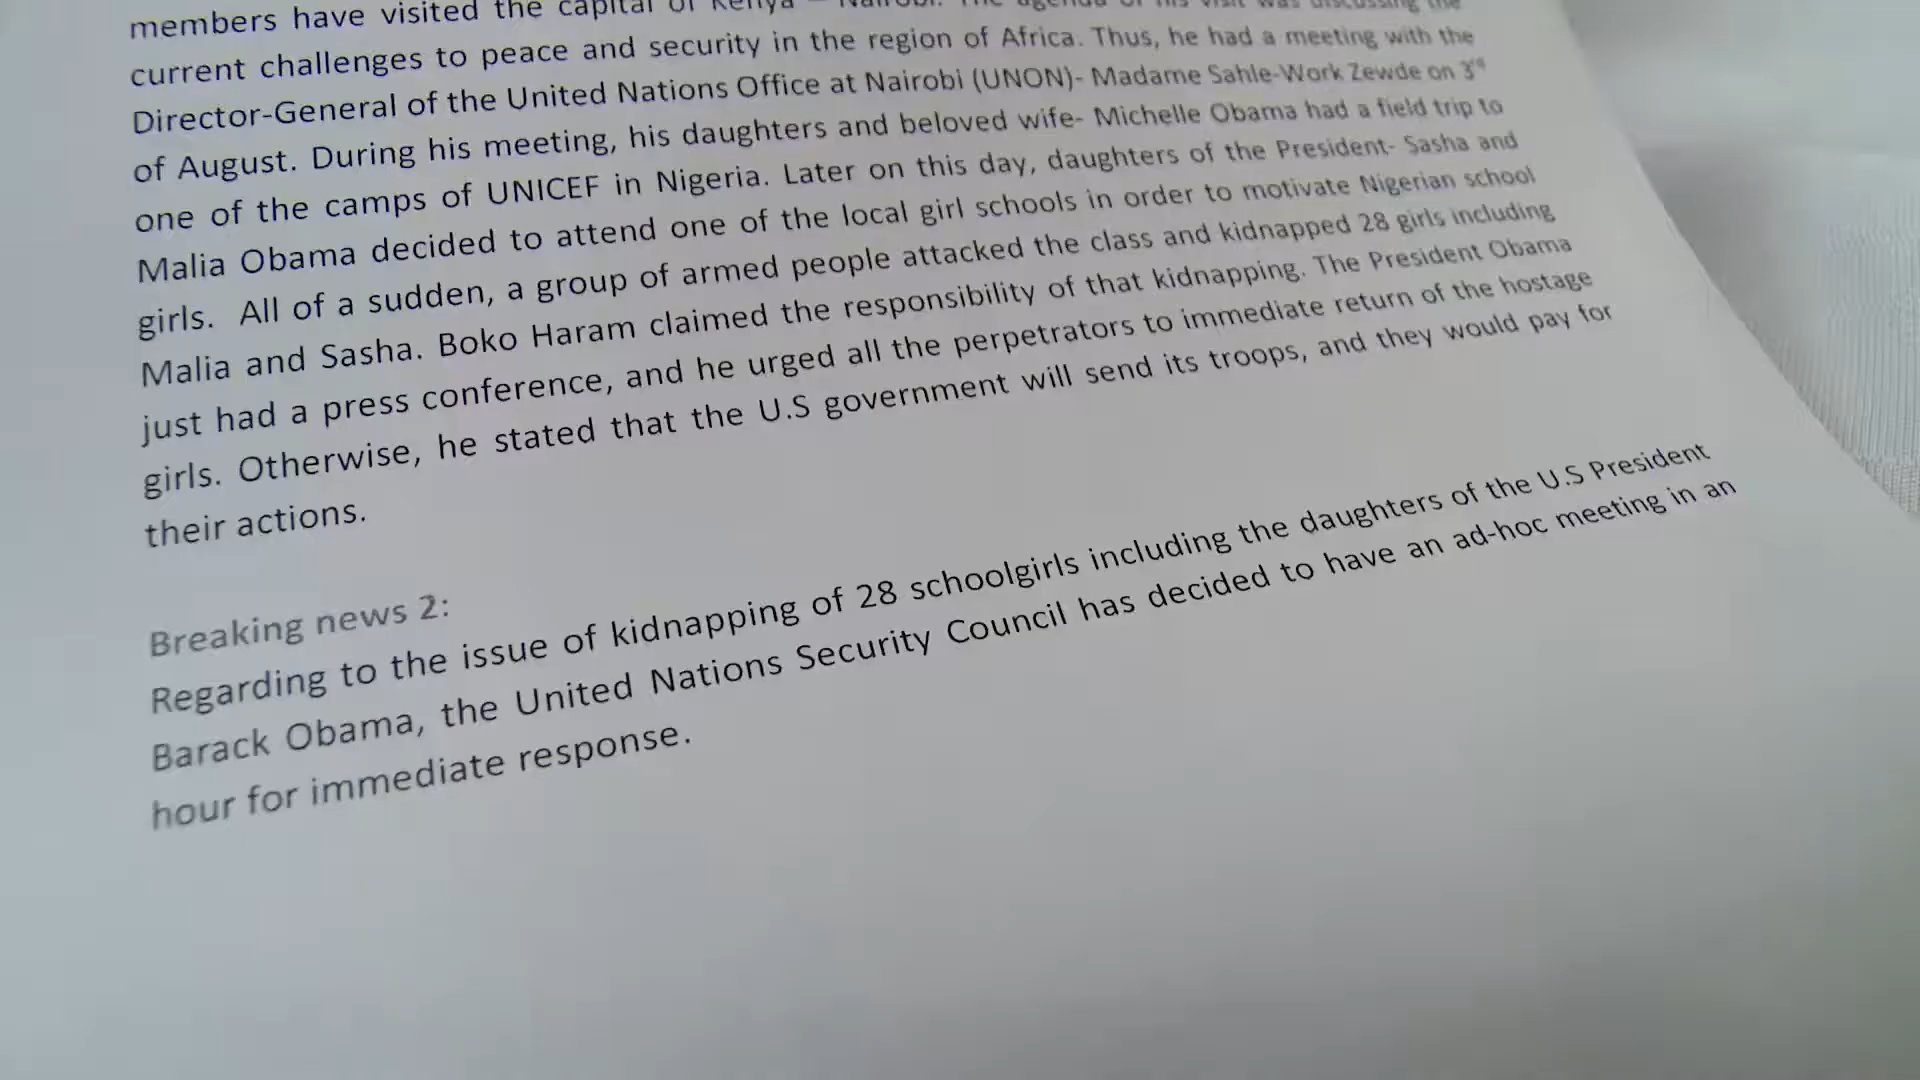 members have visited the capital of Kenya – Nairobi. The agenda of his visit was discussing the
current challenges to peace and security in the region of Africa. Thus, he had a meeting with the
Director-General of the United Nations Office at Nairobi (UNON)- Madame Sahle-Work Zewde on 3rd
of August. During his meeting, his daughters and beloved wife- Michelle Obama had a field trip to
one of the camps of UNICEF in Nigeria. Later on this day, daughters of the President- Sasha and
Malia Obama decided to attend one of the local girl schools in order to motivate Nigerian school
girls. All of a sudden, a group of armed people attacked the class and kidnapped 28 girls including
Malia and Sasha. Boko Haram claimed the responsibility of that kidnapping. The President Obama
just had a press conference, and he urged all the perpetrators to immediate return of the hostage
girls. Otherwise, he stated that the U.S government will send its troops, and they would pay for
their actions.
Breaking news 2:
Regarding to the issue of kidnapping of 28 schoolgirls including the daughters of the U.S President
Barack Obama, the United Nations Security Council has decided to have an ad-hoc meeting in an
hour for immediate response.